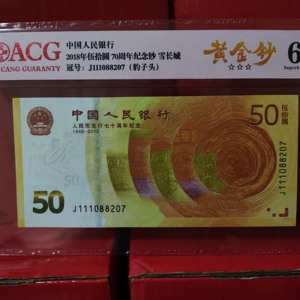 ACG
CANG GUARANTY
中国人民银行
2018年伍拾圆 70周年纪念钞 雪长城
冠号：J111088207（豹子头）
黄金钞
☆☆☆
6
Superb
中国人民银行
人民币发行七十周年纪念
1948-2018
50
伍拾圆
J111088207
50
J111088207